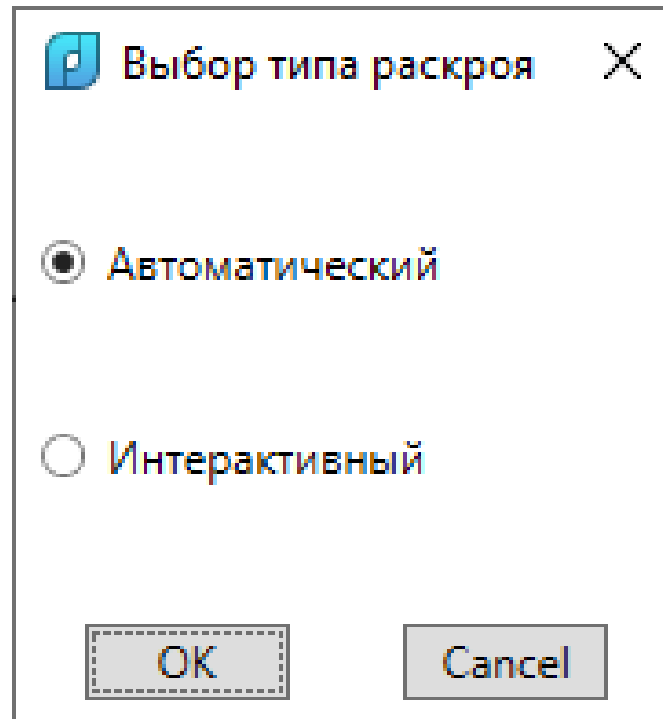 Выбор типа раскроя
Автоматический
Интерактивный
OK
Cancel